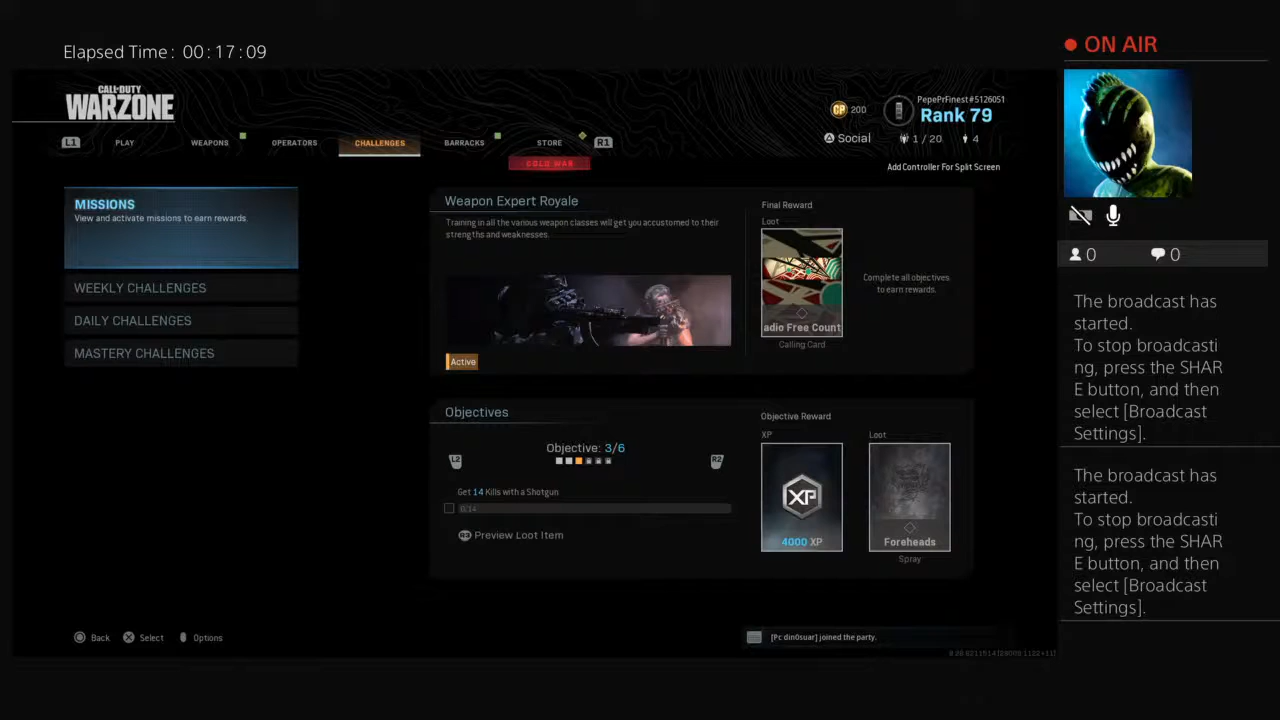 Elapsed Time: 00:17:09
ON AIR
CALL OF DUTY
WARZONE
CP 200
PepePrFinest#5126051
Rank 79
Social
1 / 20
4
L1
PLAY
WEAPONS
OPERATORS
CHALLENGES
BARRACKS
STORE
R1
COLD WAR
Add Controller For Split Screen
MISSIONS
View and activate missions to earn rewards.
WEEKLY CHALLENGES
DAILY CHALLENGES
MASTERY CHALLENGES
Weapon Expert Royale
Training in all the various weapon classes will get you accustomed to their
strengths and weaknesses.
Active
Final Reward
Loot
adio Free Count
Calling Card
Complete all objectives
to earn rewards.
Objectives
Objective: 3/6
L2
R2
Get 14 Kills with a Shotgun
0/14
R3 Preview Loot Item
Objective Reward
XP
XP
4000 XP
Loot
Foreheads
Spray
Back
Select
Options
[Pc din0suar] joined the party.
0
0
The broadcast has
started.
To stop broadcasti
ng, press the SHAR
E button, and then
select [Broadcast
Settings].
The broadcast has
started.
To stop broadcasti
ng, press the SHAR
E button, and then
select [Broadcast
Settings].